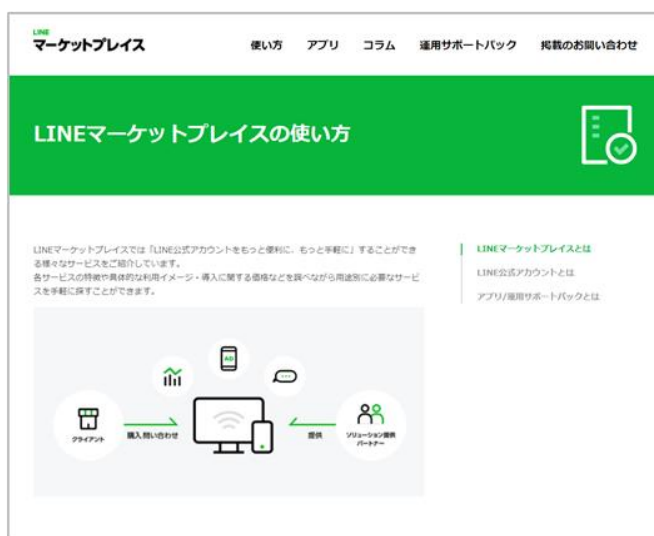 LINE
マーケットプレイス
使い方 アプリ コラム 運用サポートパック 掲載のお問い合わせ
LINEマーケットプレイスの使い方
LINEマーケットプレイスでは「LINE公式アカウントをもっと便利に、もっと手軽に」することができ
る様々なサービスをご紹介しています。
各サービスの特徴や具体的な利用イメージ・導入に関する価格などを調べながら用途別に必要なサービ
スを手軽に探すことができます。
LINEマーケットプレイスとは
LINE公式アカウントとは
アプリ/運用サポートパックとは
AD
クライアント
購入 問い合わせ
提供
ソリューション提供
パートナー